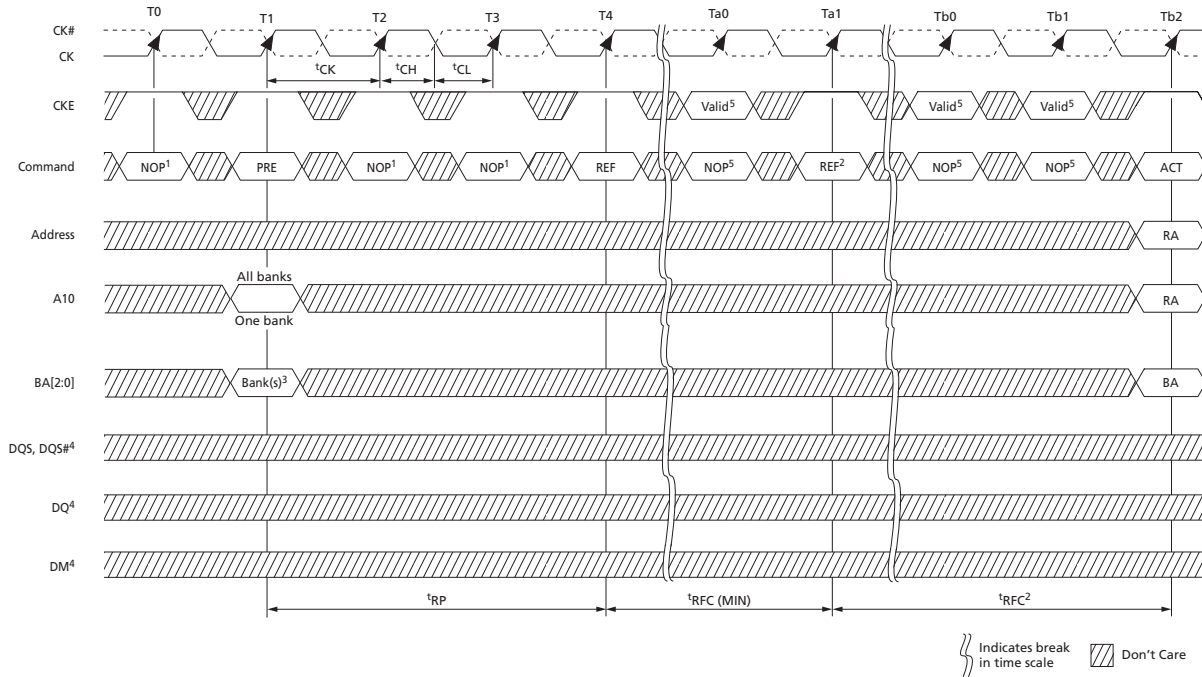 T0 T1 T2 T3 T4 Ta0 Ta1 Tb0 Tb1 Tb2
CK#
CK
tCK tCH tCL
CKE Valid5 Valid5 Valid5
Command NOP1 PRE NOP1 NOP1 REF NOP5 REF2 NOP5 NOP5 ACT
Address RA
All banks
A10 RA
One bank
BA[2:0] Bank(s)3 BA
DQS, DQS#4
DQ4
DM4
tRP tRFC (MIN) tRFC2
Indicates break
in time scale
Don't Care